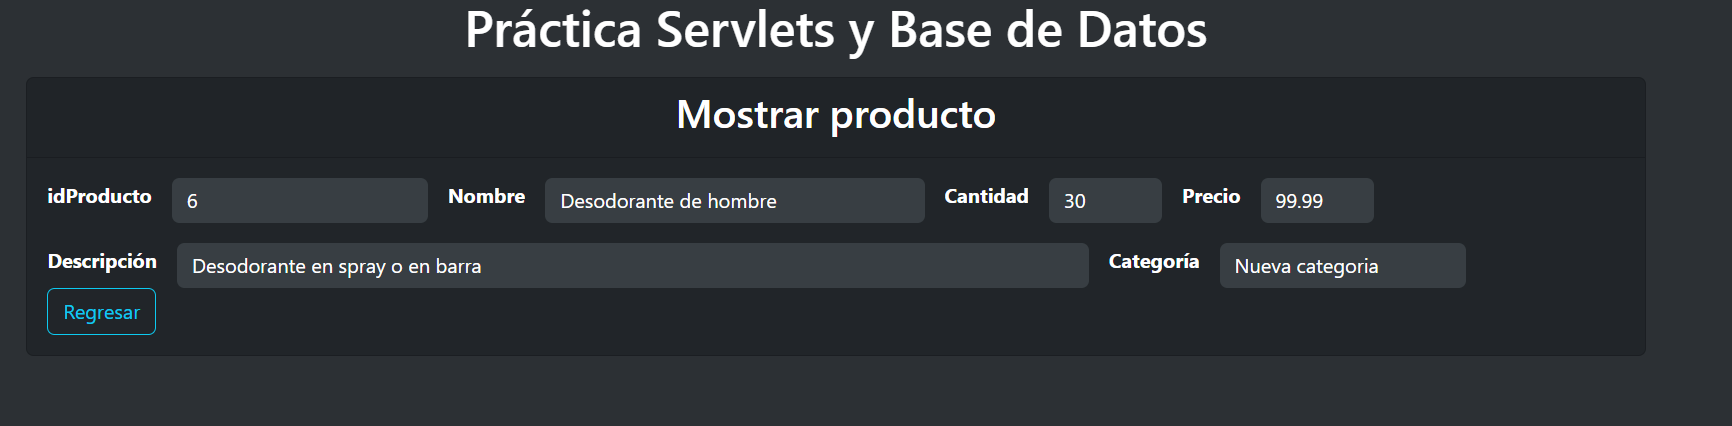 Práctica Servlets y Base de Datos
Mostrar producto
idProducto 6 Nombre Desodorante de hombre Cantidad 30 Precio 99.99
Descripción Desodorante en spray o en barra Categoría Nueva categoria
Regresar